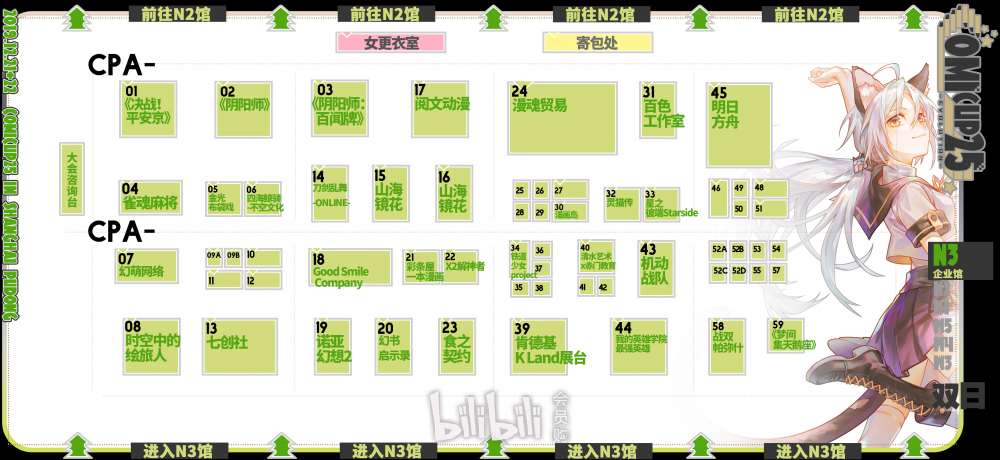 前往N2馆
前往N2馆
前往N2馆
前往N2馆
女更衣室
寄包处
CPA-
01
《决战!
平安京》
02
《阴阳师》
03
《阴阳师:
百闻牌》
17
阅文动漫
24
漫魂贸易
31
百色
工作室
45
明日
方舟
大会咨询台
04
雀魂麻将
05
金光
布袋戏
06
四海鲸骑
-不空文化
14
刀剑乱舞
-ONLINE-
15
山海
镜花
16
山海
镜花
25
26
27
28
29
30
漫画岛
32
灵猫传
33
星之
彼端Starside
46
49
48
50
51
CPA-
07
幻萌网络
09A
09B
10
11
12
18
Good Smile
Company
21
彩条屋
一本漫画
22
X2解神者
34
铁道
少女
project
36
37
35
38
40
清水艺术
x赤门教育
41
42
43
机动
战队
52A
52B
53
54
52C
52D
55
57
08
时空中的
绘旅人
13
七创社
19
诺亚
幻想2
20
幻书
启示录
23
食之
契约
39
肯德基
K Land展台
44
我的英雄学院
最强英雄
58
战双
帕弥什
59
《梦间
集天鹅座》
bilibili
会员购
进入N3馆
进入N3馆
进入N3馆
进入N3馆
2019.12.21-22 COMICUP25 IN SHANGHAI PUDONG
COMICUP25
EVOLUTION
N3
企业馆
N5
N4
N3
双日